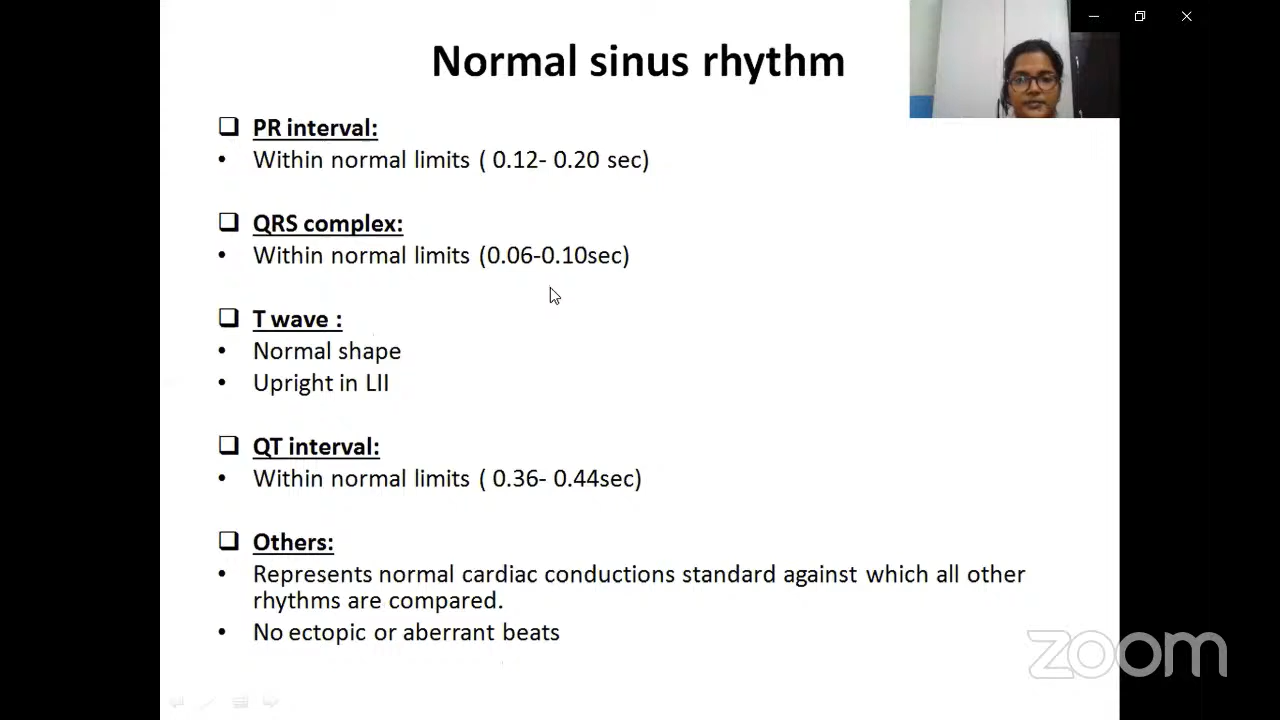 Normal sinus rhythm
❑ PR interval:
• Within normal limits ( 0.12- 0.20 sec)
❑ QRS complex:
• Within normal limits (0.06-0.10sec)
❑ T wave :
• Normal shape
• Upright in LII
❑ QT interval:
• Within normal limits ( 0.36- 0.44sec)
❑ Others:
• Represents normal cardiac conductions standard against which all other
rhythms are compared.
• No ectopic or aberrant beats
zoom